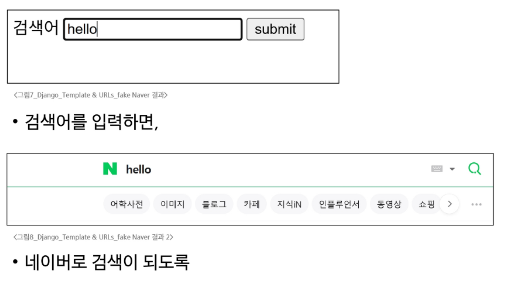 검색어 hello submit
<그림7_Django_Template & URLs_fake Naver 결과>
• 검색어를 입력하면,
N hello
어학사전 이미지 블로그 카페 지식iN 인플루언서 동영상 쇼핑 > ...
<그림8_Django_Template & URLs_fake Naver 결과 2>
• 네이버로 검색이 되도록